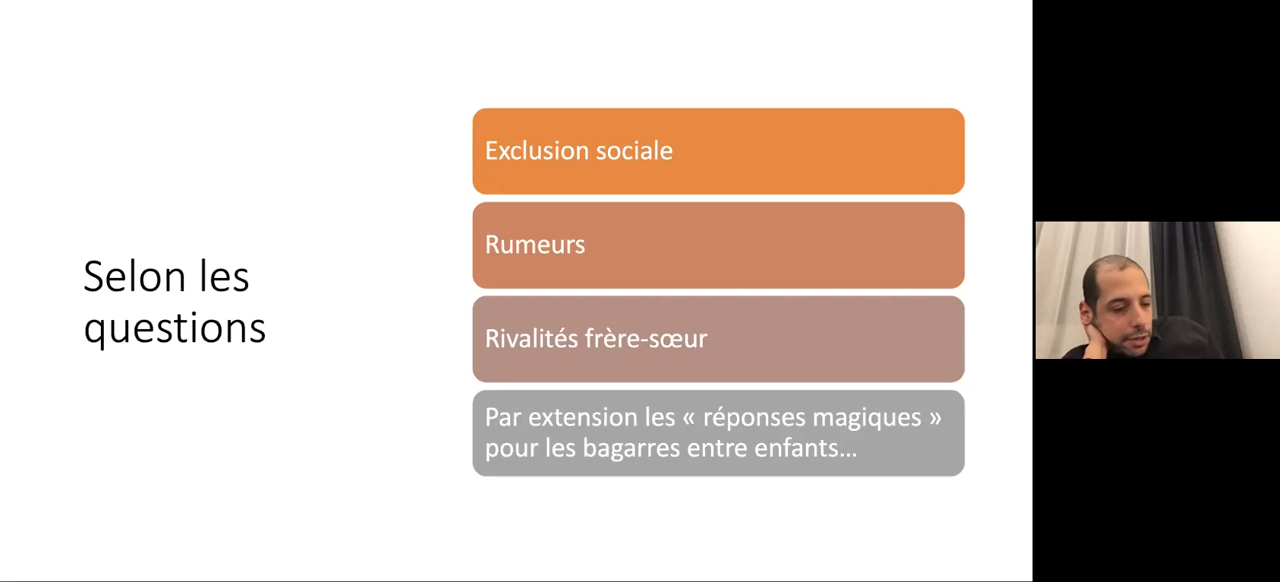 Selon les
questions
Exclusion sociale
Rumeurs
Rivalités frère-sœur
Par extension les « réponses magiques »
pour les bagarres entre enfants…